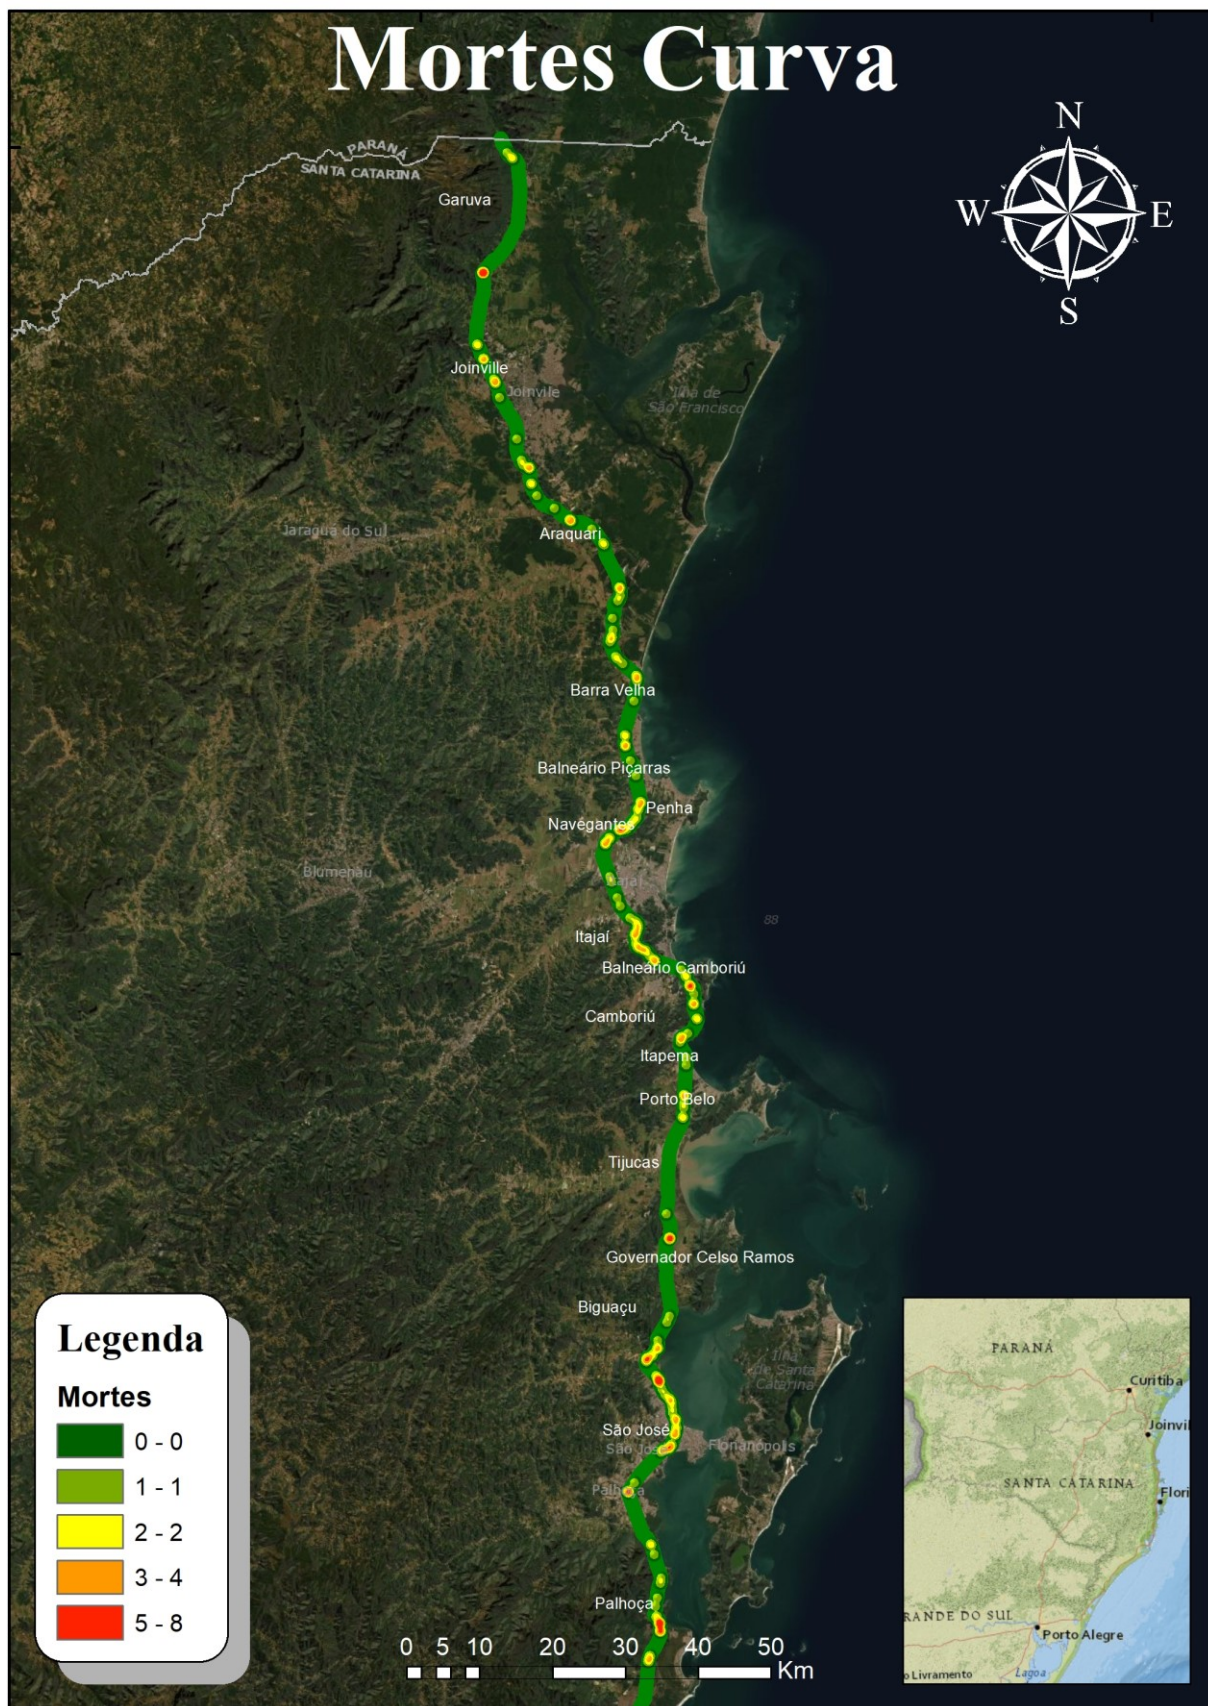 Mortes Curva
N
W
E
S
PARANÁ
SANTA CATARINA
Garuva
Joinville
Joinvile
Ilha de
São Francisco
Jaraguá do Sul
Araquari
Barra Velha
Balneário Piçarras
Penha
Navegantes
Blumenau
88
Itajaí
Balneário Camboriú
Camboriú
Itapema
Porto Belo
Tijucas
Governador Celso Ramos
Biguaçu
Ilha
de Santa
Catarina
São José
São José
Florianópolis
Palhoça
Palhoça
0 5 10 20 30 40 50
Km
Legenda
Mortes
0 - 0
1 - 1
2 - 2
3 - 4
5 - 8
PARANÁ
Curitiba
Joinvil
SANTA CATARINA
Flori
RANDE DO SUL
Porto Alegre
o Livramento
Lagoa